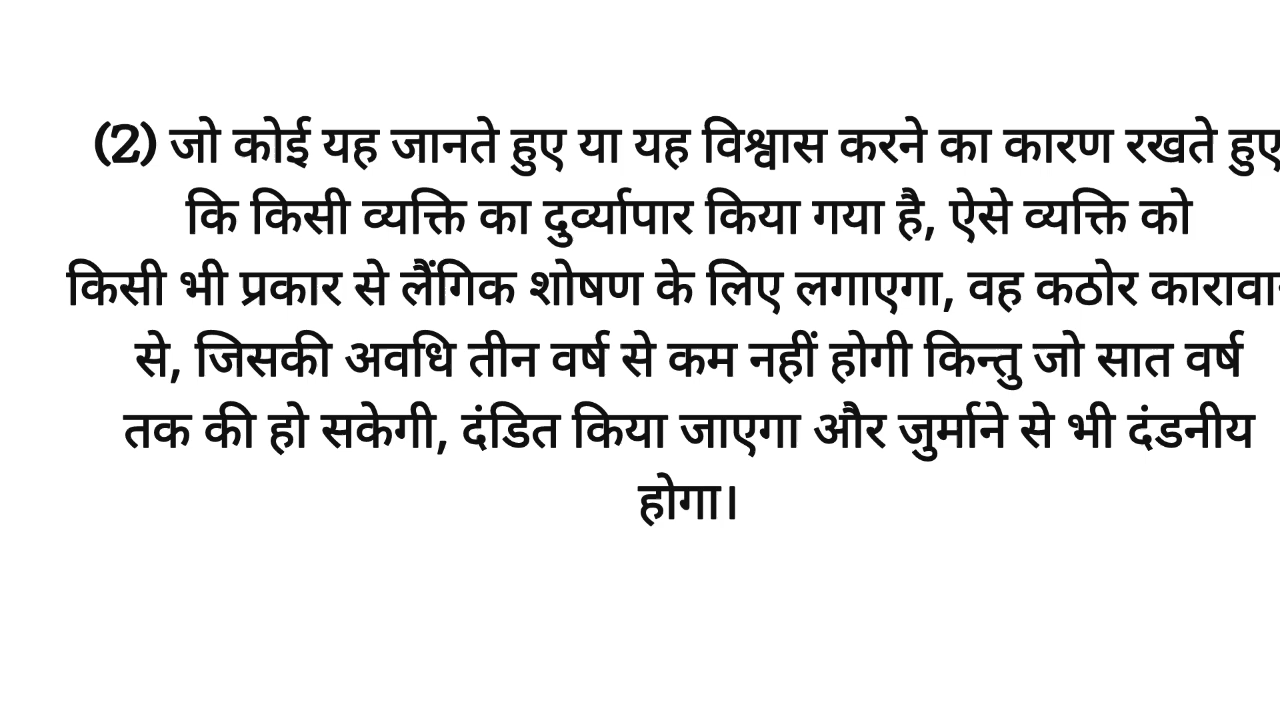 (2) जो कोई यह जानते हुए या यह विश्वास करने का कारण रखते हुए
कि किसी व्यक्ति का दुर्व्यापार किया गया है, ऐसे व्यक्ति को
किसी भी प्रकार से लैंगिक शोषण के लिए लगाएगा, वह कठोर कारावा
से, जिसकी अवधि तीन वर्ष से कम नहीं होगी किन्तु जो सात वर्ष
तक की हो सकेगी, दंडित किया जाएगा और जुर्माने से भी दंडनीय
होगा।